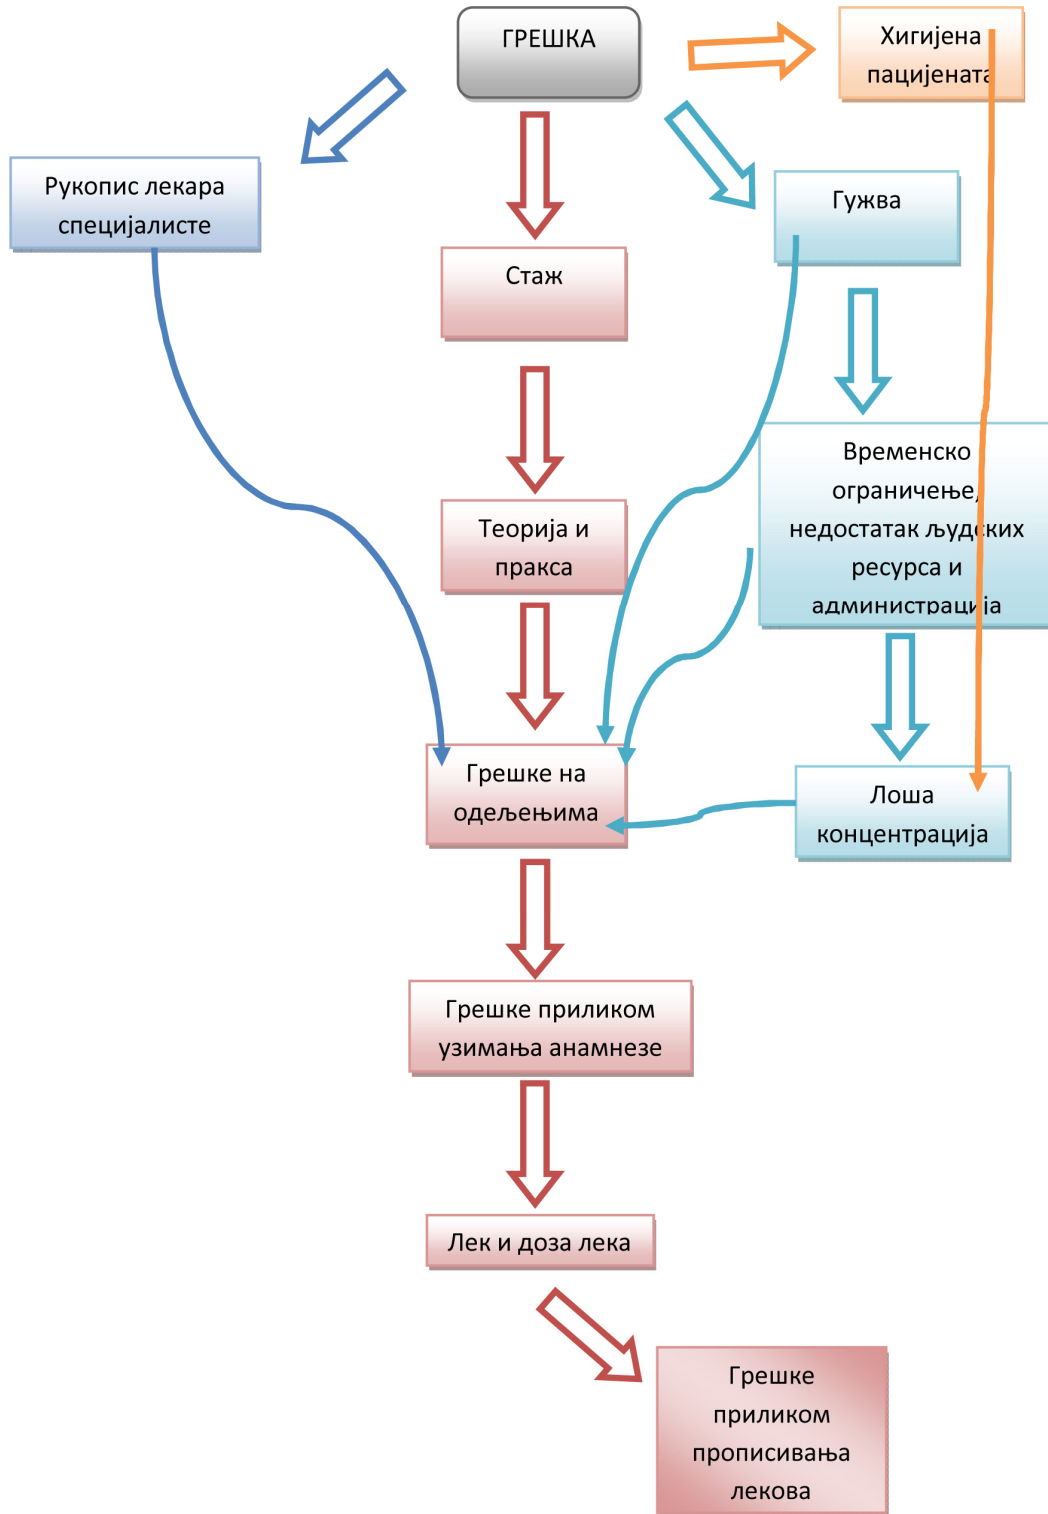 ГРЕШКА
Хигијена
пацијената
Рукопис лекара
специјалисте
Гужва
Стаж
Временско
ограничење,
недостатак људских
ресурса и
администрација
Теорија и
пракса
Грешке на
одељењима
Лоша
концентрација
Грешке приликом
узимања анамнезе
Лек и доза лека
Грешке
приликом
прописивања
лекова